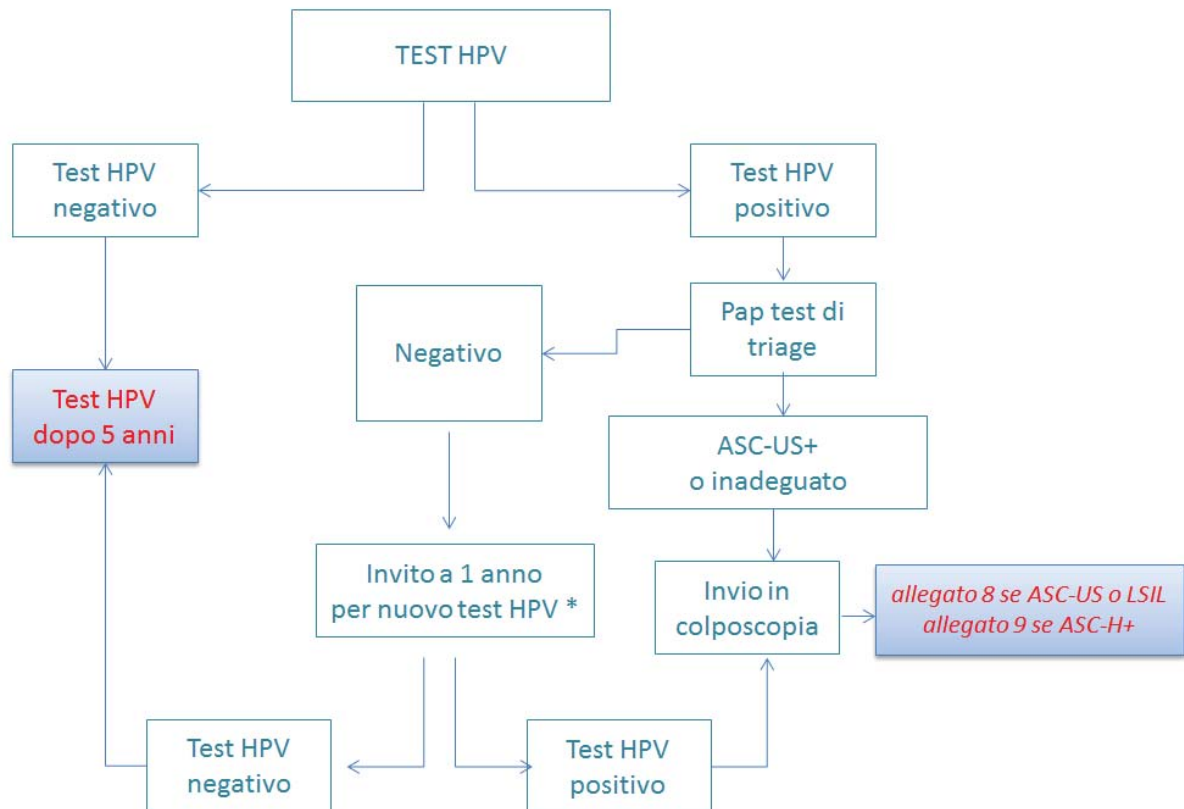 TEST HPV
Test HPV
negativo
Test HPV
positivo
Pap test di
triage
Negativo
Test HPV
dopo 5 anni
ASC-US+
o inadeguato
Invito a 1 anno
per nuovo test HPV *
Invio in
colposcopia
allegato 8 se ASC-US o LSIL
allegato 9 se ASC-H+
Test HPV
negativo
Test HPV
positivo